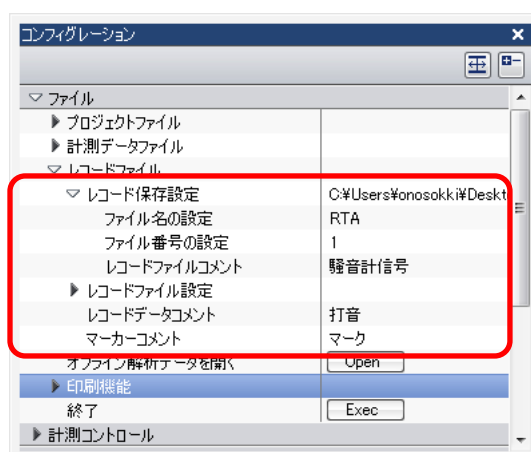 コンフィグレーション
ファイル
プロジェクトファイル
計測データファイル
レコードファイル
レコード保存設定 C:¥Users¥onosokki¥Deskt
ファイル名の設定 RTA
ファイル番号の設定 1
レコードファイルコメント 騒音計信号
レコードファイル設定
レコードデータコメント 打音
マーカーコメント マーク
オフライン解析データを開く Open
印刷機能
終了 Exec
計測コントロール